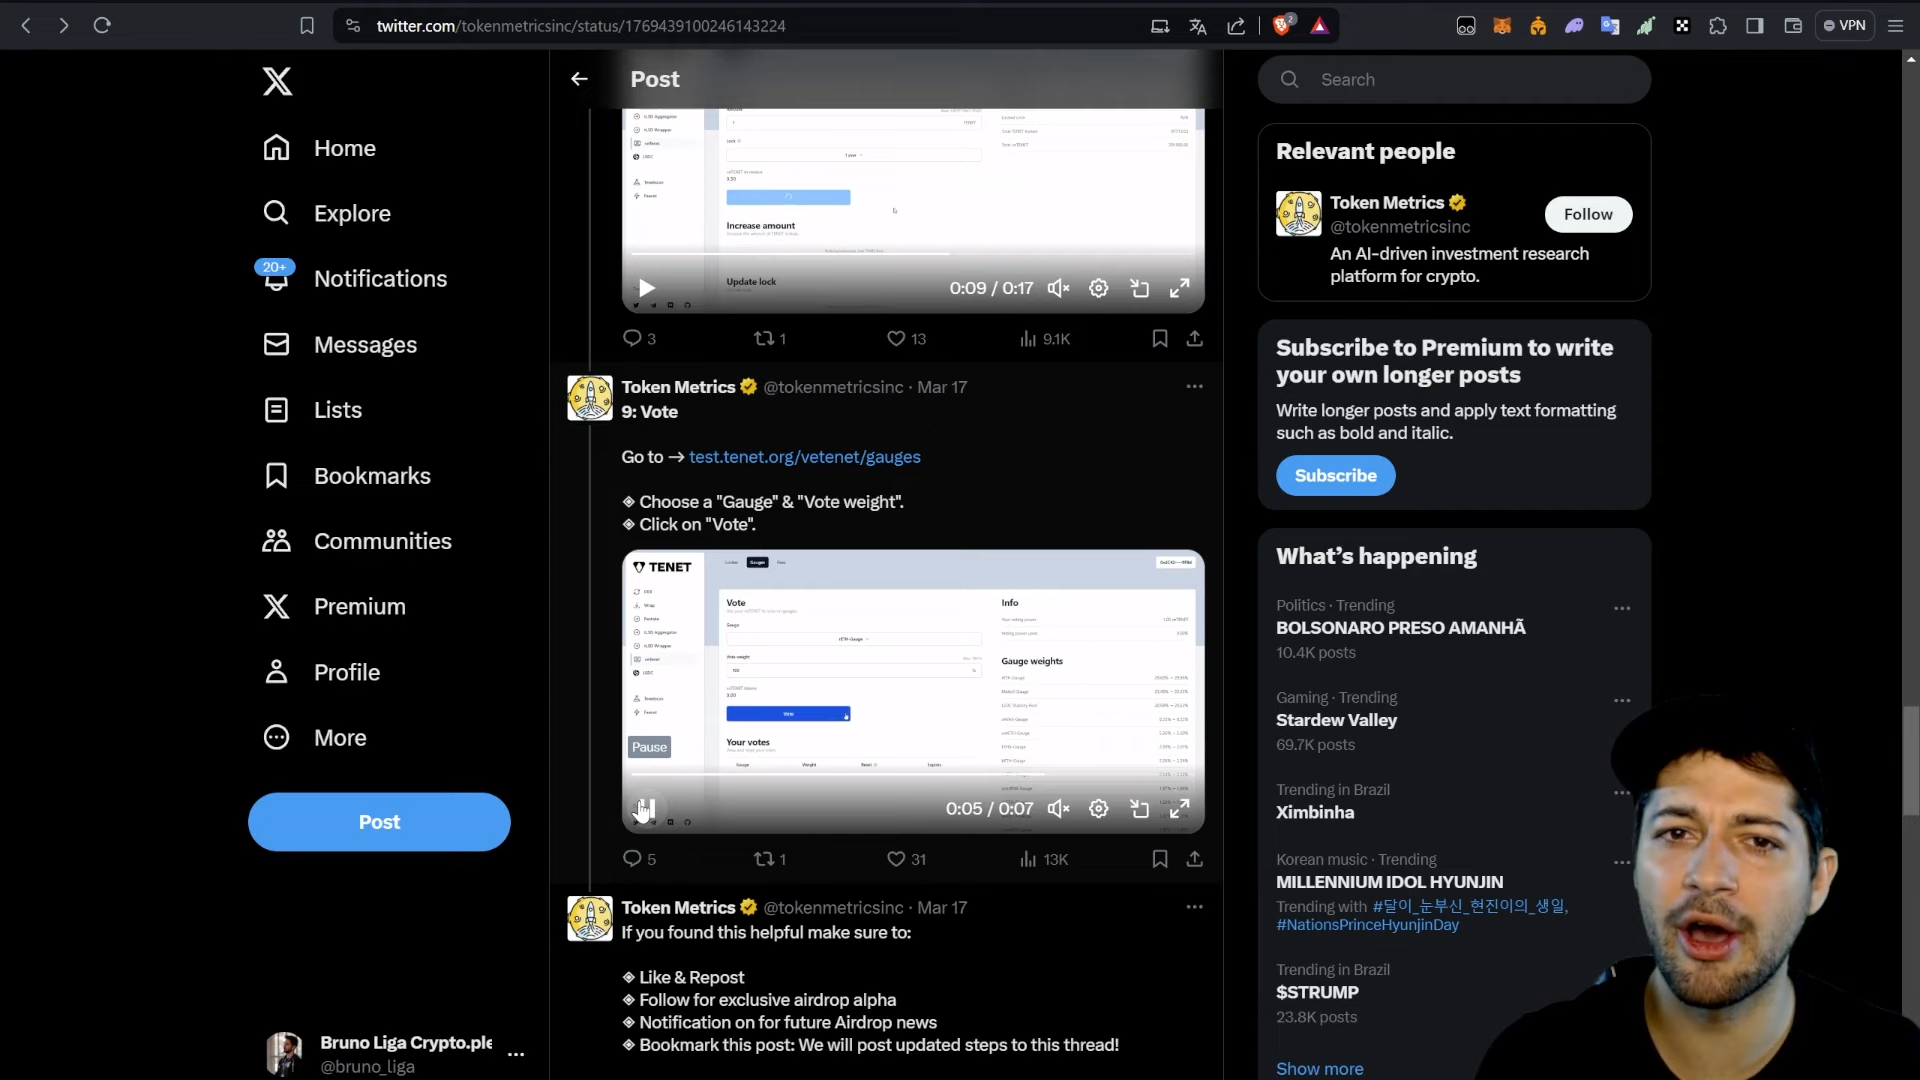 twitter.com/tokenmetricsinc/status/1769439100246143224
2
VPN
Home
Explore
20+
Notifications
Messages
Lists
Bookmarks
Communities
Premium
Profile
More
Post
Bruno Liga Crypto.ple
@bruno_liga
Post
Increase amount
Update lock
0:09 / 0:17
3
1
13
9.1K
Token Metrics @tokenmetricsinc · Mar 17
9: Vote
Go to → test.tenet.org/vetenet/gauges
◈ Choose a "Gauge" & "Vote weight".
◈ Click on "Vote".
TENET
Vote
Info
Gauge weights
Vote
Your votes
Pause
0:05 / 0:07
5
1
31
13K
Token Metrics @tokenmetricsinc · Mar 17
If you found this helpful make sure to:
◈ Like & Repost
◈ Follow for exclusive airdrop alpha
◈ Notification on for future Airdrop news
◈ Bookmark this post: We will post updated steps to this thread!
Search
Relevant people
Token Metrics
@tokenmetricsinc
Follow
An AI-driven investment research
platform for crypto.
Subscribe to Premium to write
your own longer posts
Write longer posts and apply text formatting
such as bold and italic.
Subscribe
What's happening
Politics · Trending
BOLSONARO PRESO AMANHÃ
10.4K posts
Gaming · Trending
Stardew Valley
69.7K posts
Trending in Brazil
Ximbinha
Korean music · Trending
MILLENNIUM IDOL HYUNJIN
Trending with #달이_눈부신_현진이의_생일,
#NationsPrinceHyunjinDay
Trending in Brazil
$STRUMP
23.8K posts
Show more